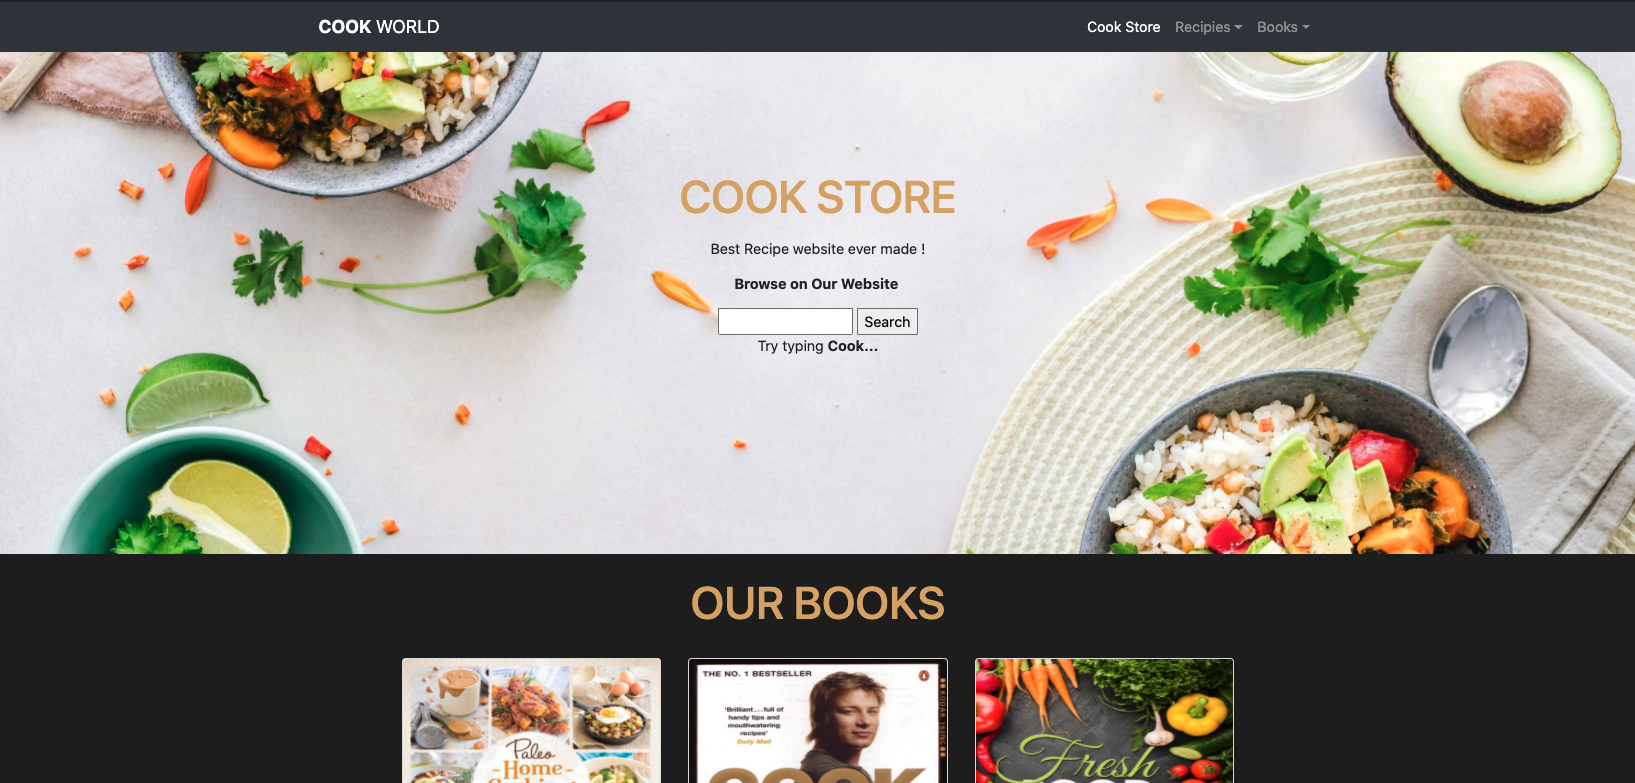 COOK WORLD
Cook Store Recipies Books
COOK STORE
Best Recipe website ever made !
Browse on Our Website
Search
Try typing Cook...
OUR BOOKS
Paleo
~Home~
THE NO. 1 BESTSELLER
'Brilliant...full of
handy tips and
mouthwatering
recipes'
Daily Mail
COOK
Fresh